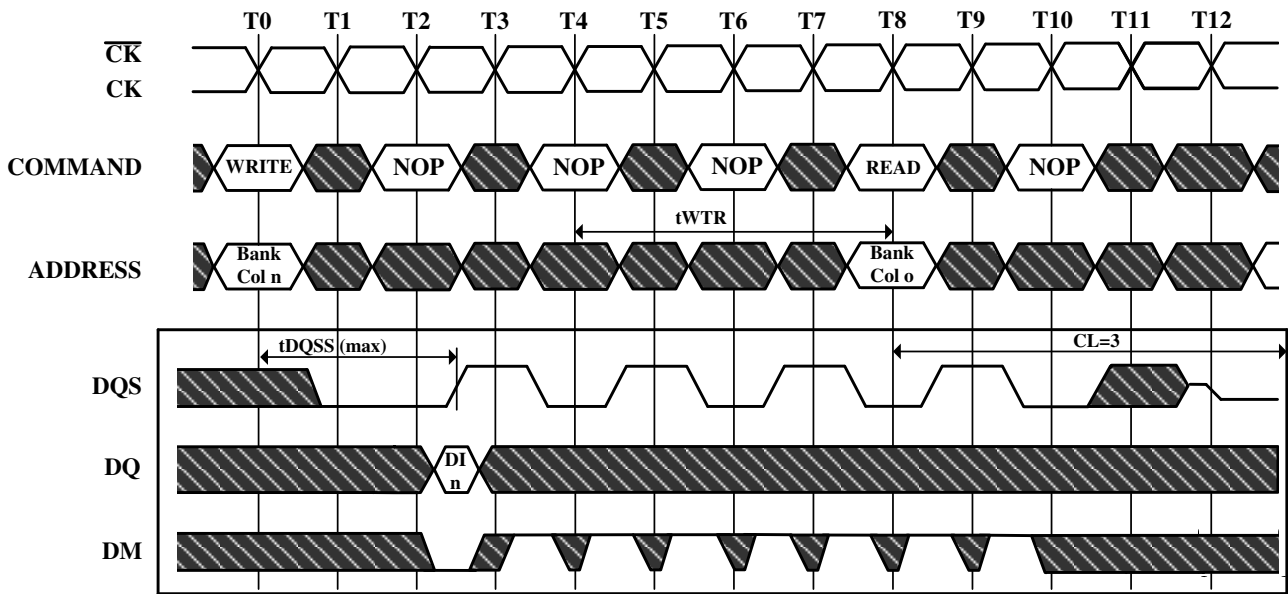 T0 T1 T2 T3 T4 T5 T6 T7 T8 T9 T10 T11 T12
CK
CK
COMMAND WRITE NOP NOP NOP READ NOP
tWTR
ADDRESS Bank Col n Bank Col o
tDQSS (max) CL=3
DQS
DQ DI n
DM